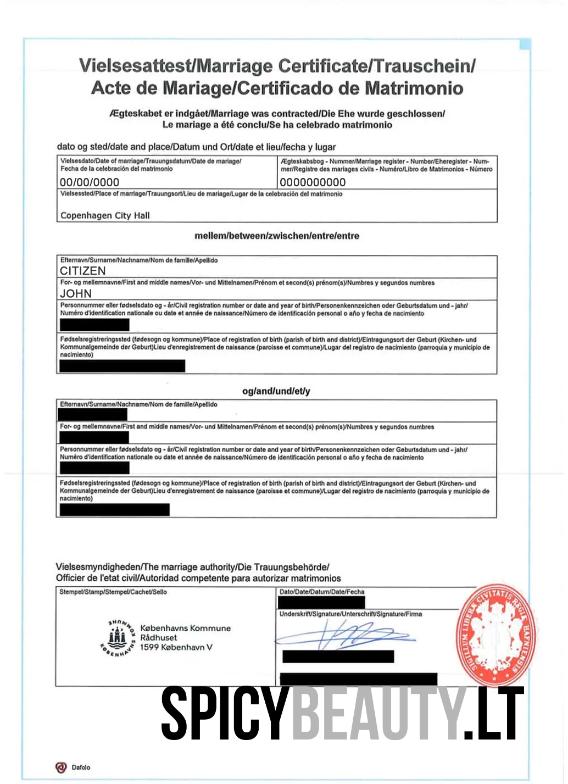 Vielsesattest/Marriage Certificate/Trauschein/
Acte de Mariage/Certificado de Matrimonio
Ægteskabet er indgået/Marriage was contracted/Die Ehe wurde geschlossen/
Le mariage a été conclu/Se ha celebrado matrimonio
dato og sted/date and place/Datum und Ort/date et lieu/fecha y lugar
Vielsesdato/Date of marriage/Trauungsdatum/Date de mariage/
Fecha de la celebración del matrimonio
00/00/0000
Ægteskabsbog - Nummer/Marriage register - Number/Eheregister - Num-
mer/Registre des mariages civils - Numéro/Libro de Matrimonios - Número
0000000000
Vielsessted/Place of marriage/Trauungsort/Lieu de mariage/Lugar de la celebración del matrimonio
Copenhagen City Hall
mellem/between/zwischen/entre/entre
Efternavn/Surname/Nachname/Nom de famille/Apellido
CITIZEN
For- og mellemnavne/First and middle names/Vor- und Mittelnamen/Prénom et second(s) prénom(s)/Numbres y segundos numbres
JOHN
Personnummer eller fødselsdato og - år/Civil registration number or date and year of birth/Personenkennzeichen oder Geburtsdatum und - jahr/
Numéro d'identification nationale ou date et année de naissance/Número de identificación personal o año y fecha de nacimiento
Fødselsregistreringssted (fødesogn og kommune)/Place of registration of birth (parish of birth and district)/Eintragungsort der Geburt (Kirchen- und
Kommunalgemeinde der Geburt)Lieu d'enregistrement de naissance (paroisse et commune)/Lugar del registro de nacimiento (parroquia y municipio de
nacimiento)
og/and/und/et/y
Efternavn/Surname/Nachname/Nom de famille/Apellido
For- og mellemnavne/First and middle names/Vor- und Mittelnamen/Prénom et second(s) prénom(s)/Numbres y segundos numbres
Personnummer eller fødselsdato og - år/Civil registration number or date and year of birth/Personenkennzeichen oder Geburtsdatum und - jahr/
Numéro d'identification nationale ou date et année de naissance/Número de identificación personal o año y fecha de nacimiento
Fødselsregistreringssted (fødesogn og kommune)/Place of registration of birth (parish of birth and district)/Eintragungsort der Geburt (Kirchen- und
Kommunalgemeinde der Geburt)Lieu d'enregistrement de naissance (paroisse et commune)/Lugar del registro de nacimiento (parroquia y municipio de
nacimiento)
Vielsesmyndigheden/The marriage authority/Die Trauungsbehörde/
Officier de l'etat civil/Autoridad competente para autorizar matrimonios
Stempel/Stamp/Stempel/Cachet/Sello
KØBENHAVNS KOMMUNE
Københavns Kommune
Rådhuset
1599 København V
Dato/Date/Datum/Date/Fecha
Underskrift/Signature/Unterschrift/Signature/Firma
SIGILLUM LIBERÆ CIVITATIS REGIÆ HAFNIENSIS
SPICYBEAUTY.LT
Dafolo